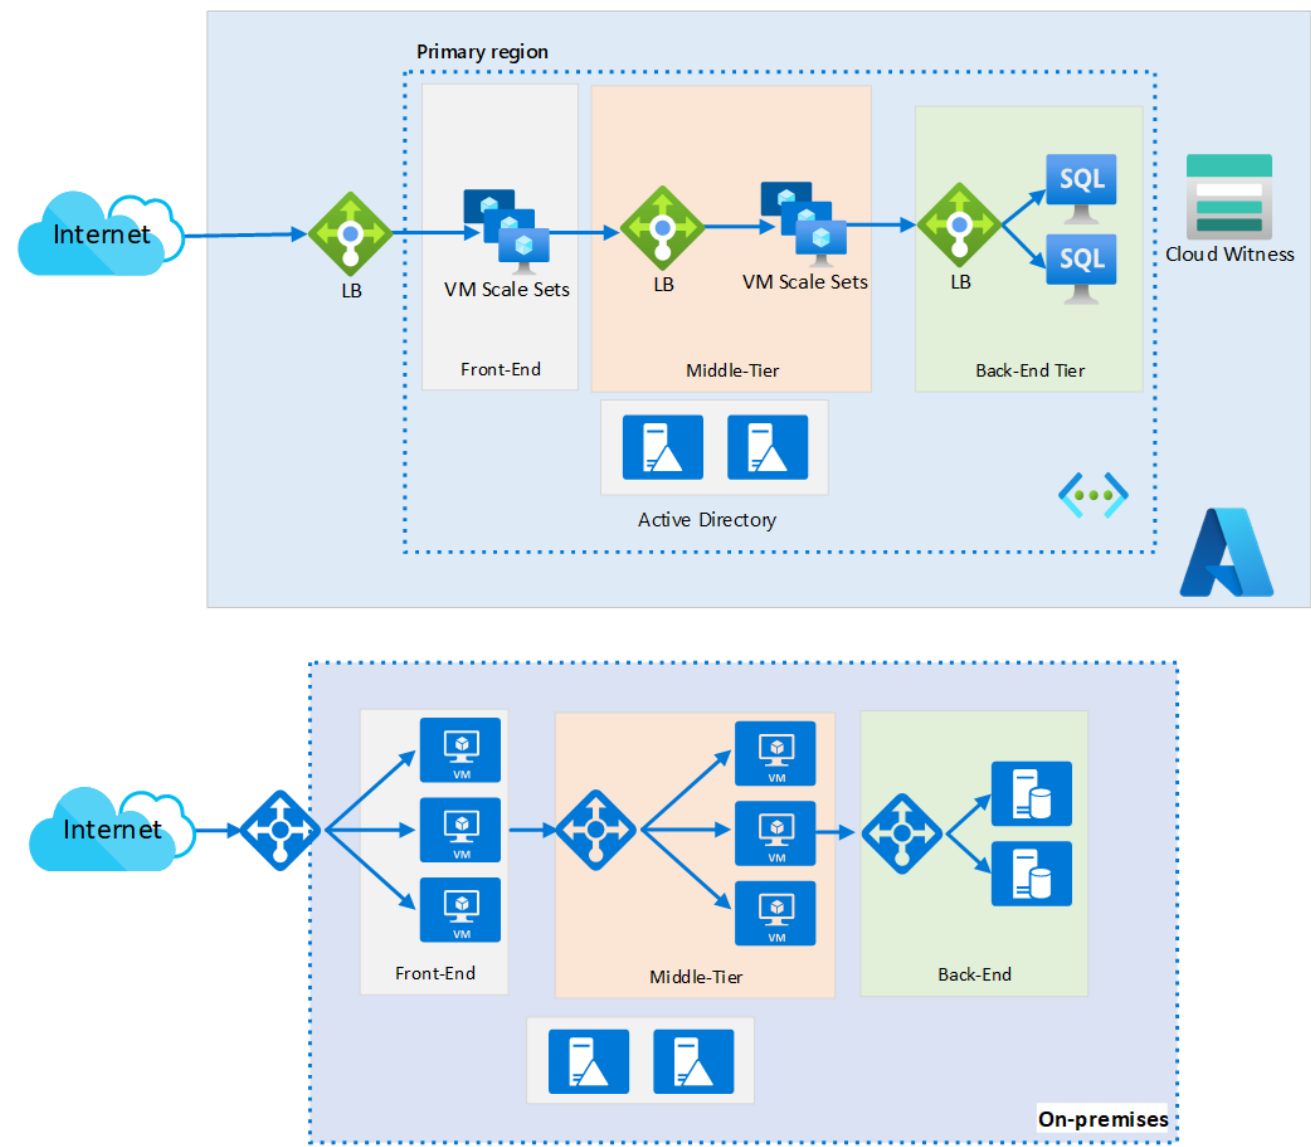 Primary region
Internet
LB
VM Scale Sets
LB
VM Scale Sets
LB
SQL
SQL
Cloud Witness
Front-End
Middle-Tier
Back-End Tier
Active Directory
Internet
VM
VM
VM
VM
VM
VM
Front-End
Middle-Tier
Back-End
On-premises